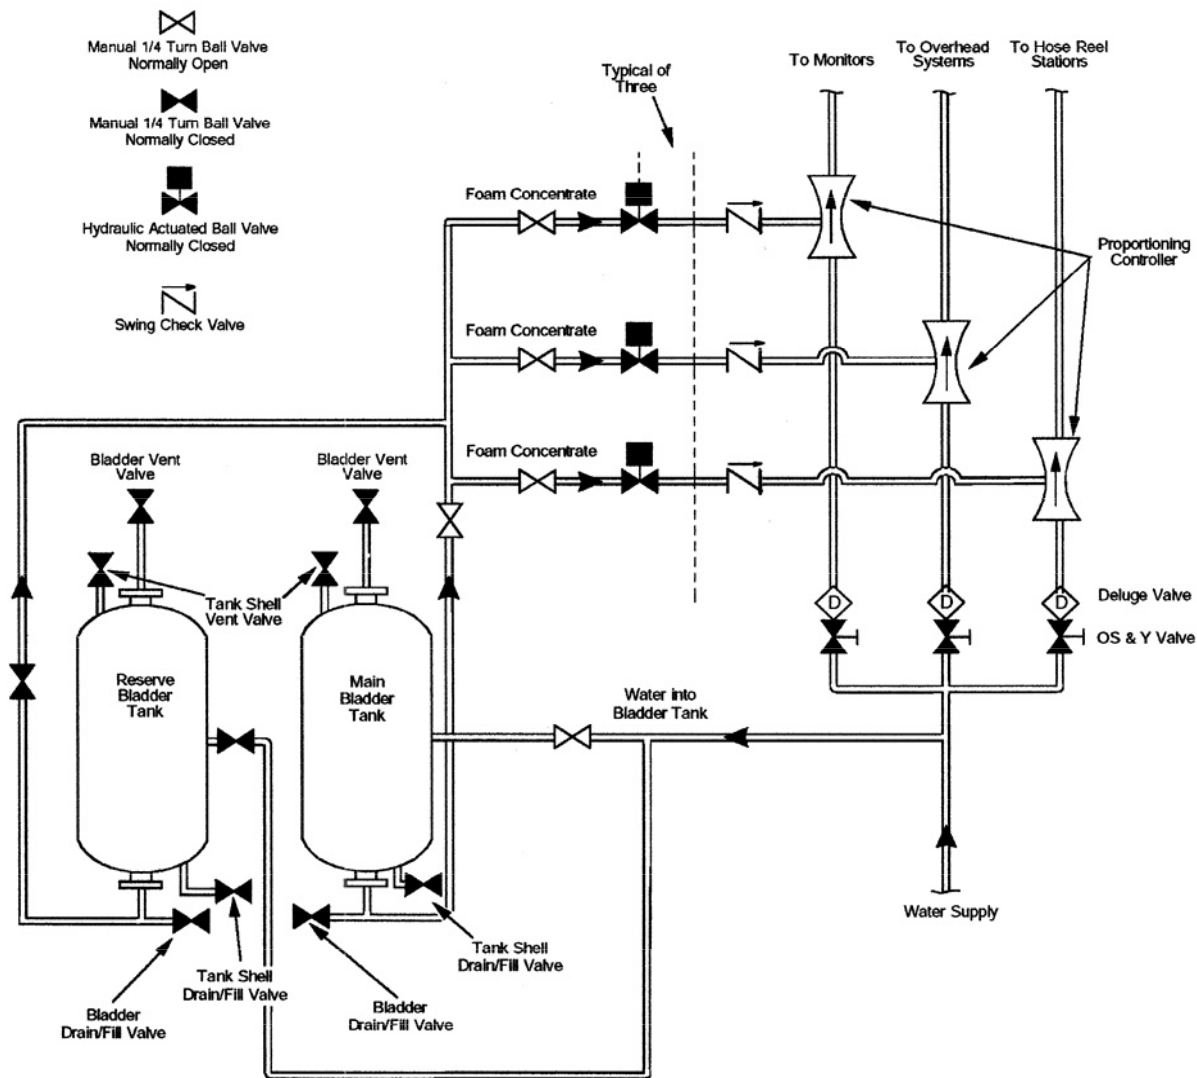 Manual 1/4 Turn Ball Valve
Normally Open
Manual 1/4 Turn Ball Valve
Normally Closed
Hydraulic Actuated Ball Valve
Normally Closed
Swing Check Valve
Typical of
Three
To Monitors
To Overhead
Systems
To Hose Reel
Stations
Foam Concentrate
Proportioning
Controller
Foam Concentrate
Foam Concentrate
Bladder Vent
Valve
Bladder Vent
Valve
Tank Shell
Vent Valve
D
D
D
Deluge Valve
OS & Y Valve
Reserve
Bladder
Tank
Main
Bladder
Tank
Water into
Bladder Tank
Water Supply
Tank Shell
Drain/Fill Valve
Tank Shell
Drain/Fill Valve
Bladder
Drain/Fill Valve
Bladder
Drain/Fill Valve